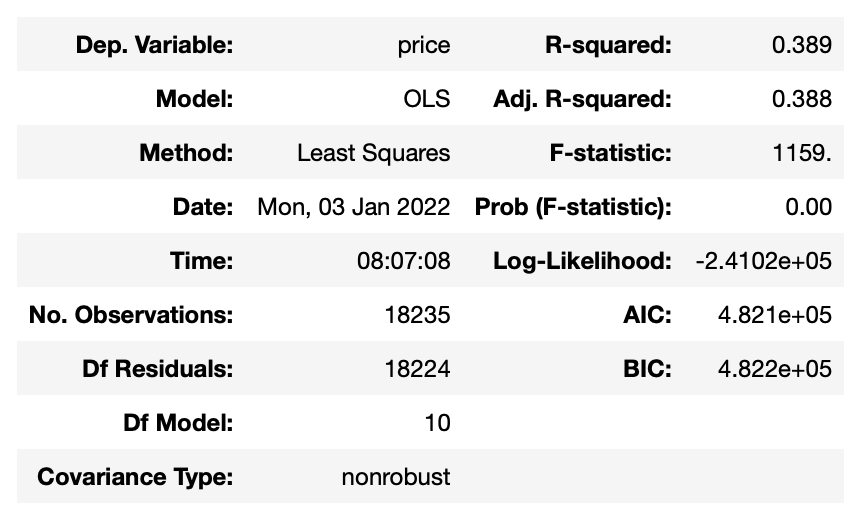 Dep. Variable: price R-squared: 0.389
Model: OLS Adj. R-squared: 0.388
Method: Least Squares F-statistic: 1159.
Date: Mon, 03 Jan 2022 Prob (F-statistic): 0.00
Time: 08:07:08 Log-Likelihood: -2.4102e+05
No. Observations: 18235 AIC: 4.821e+05
Df Residuals: 18224 BIC: 4.822e+05
Df Model: 10
Covariance Type: nonrobust